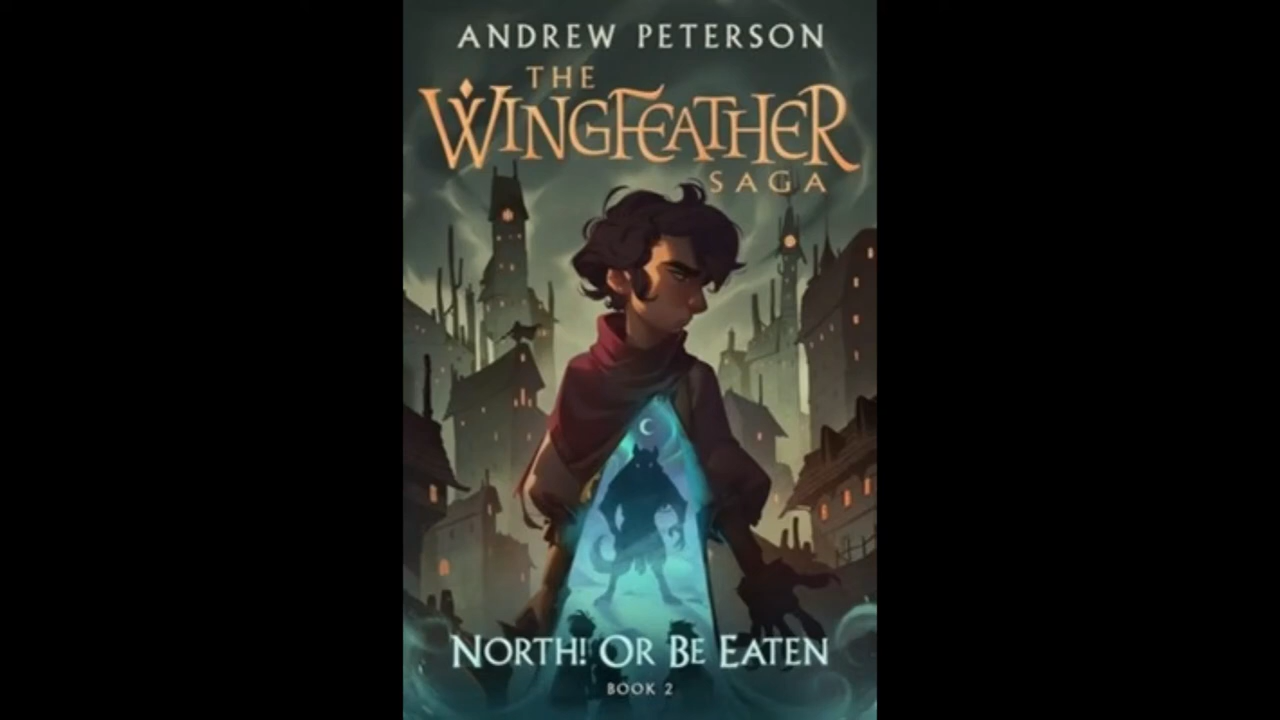 ANDREW PETERSON
THE
WINGFEATHER
SAGA
NORTH! OR BE EATEN
BOOK 2